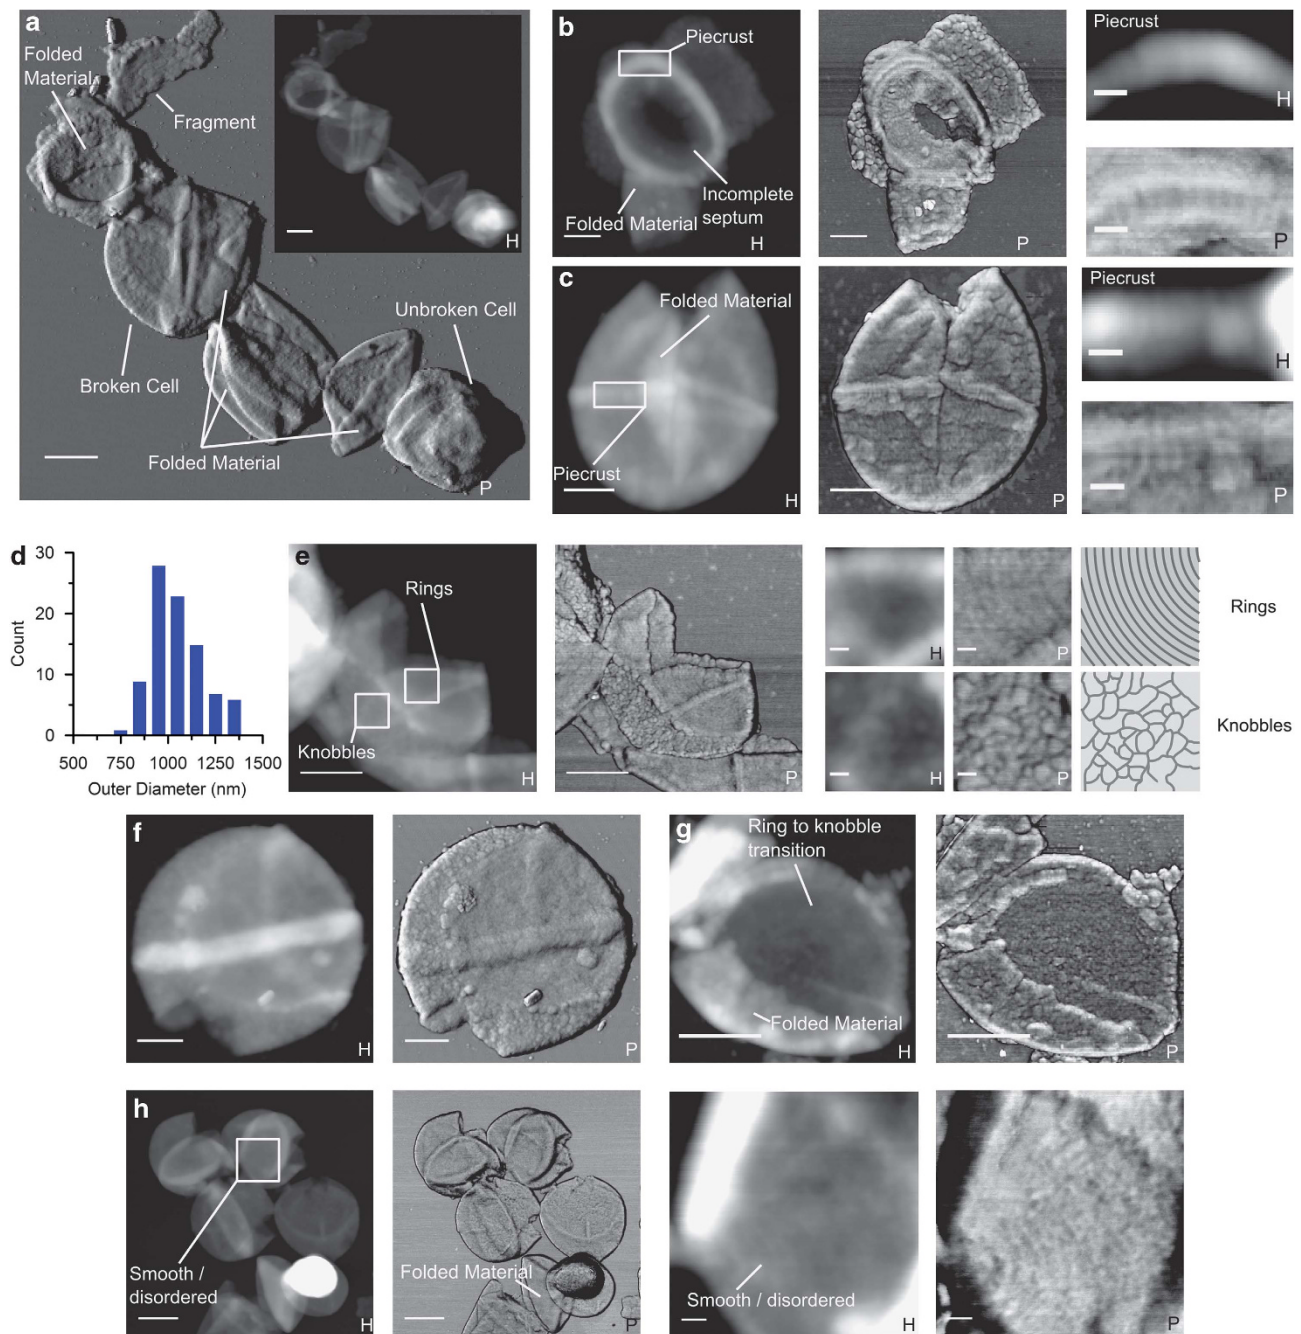 a
Folded
Material
Fragment
H
Unbroken Cell
Broken Cell
Folded Material
P
b
Piecrust
Incomplete
septum
Folded Material
H
P
Piecrust
H
P
c
Folded Material
Piecrust
H
P
Piecrust
H
P
d
30
20
10
0
Count
500
750
1000
1250
1500
Outer Diameter (nm)
e
Rings
Knobbles
H
P
H
P
Rings
H
P
Knobbles
f
H
P
g
Ring to knobble
transition
Folded Material
H
P
h
Smooth /
disordered
H
Folded Material
P
Smooth / disordered
H
P